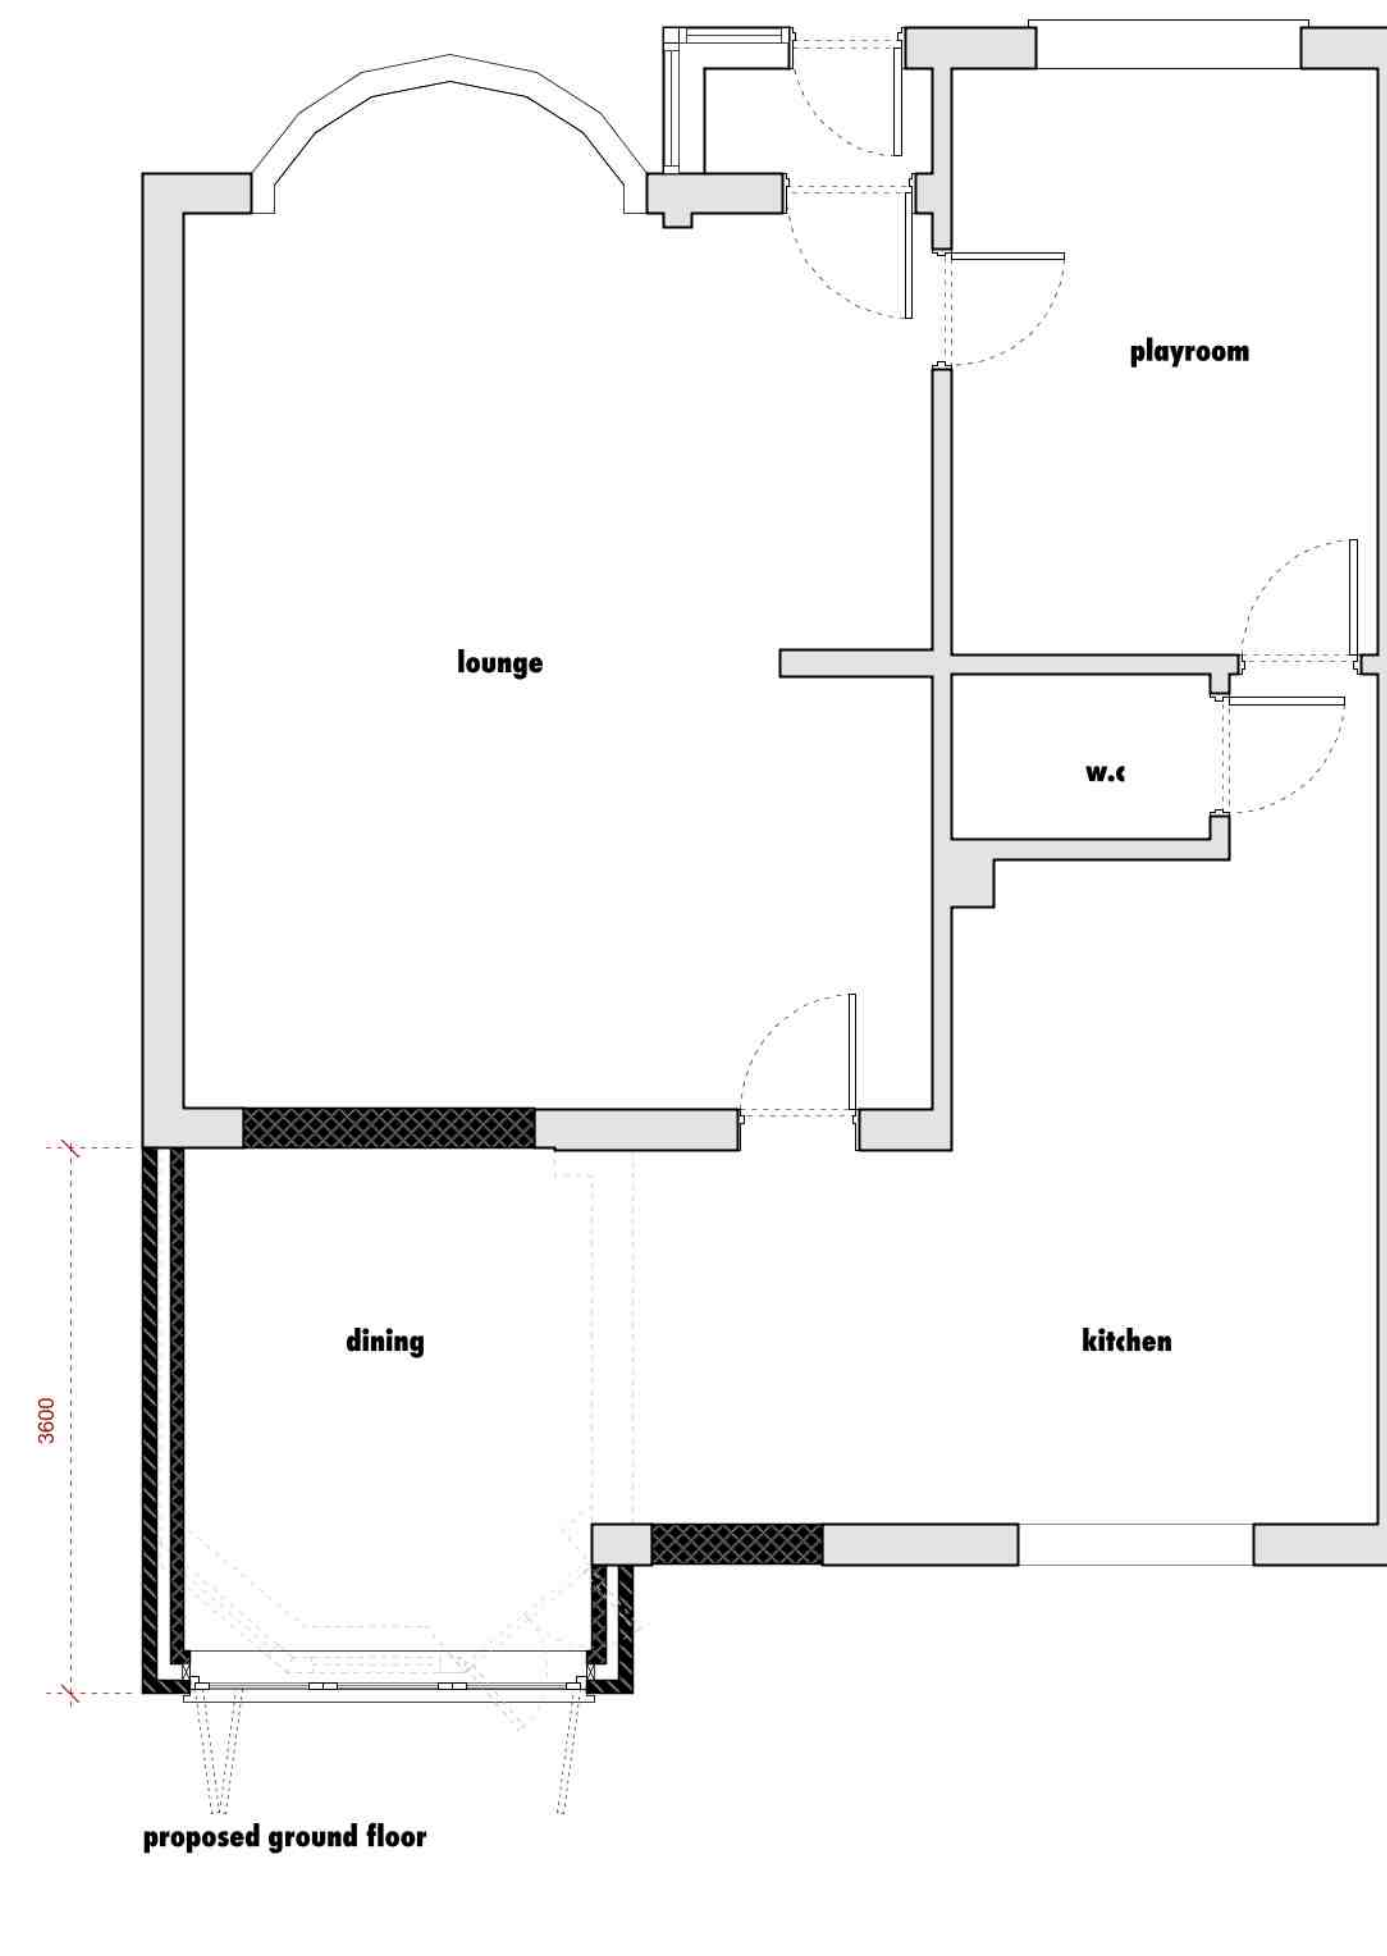 playroom
lounge
w.c
dining
kitchen
3600
proposed ground floor